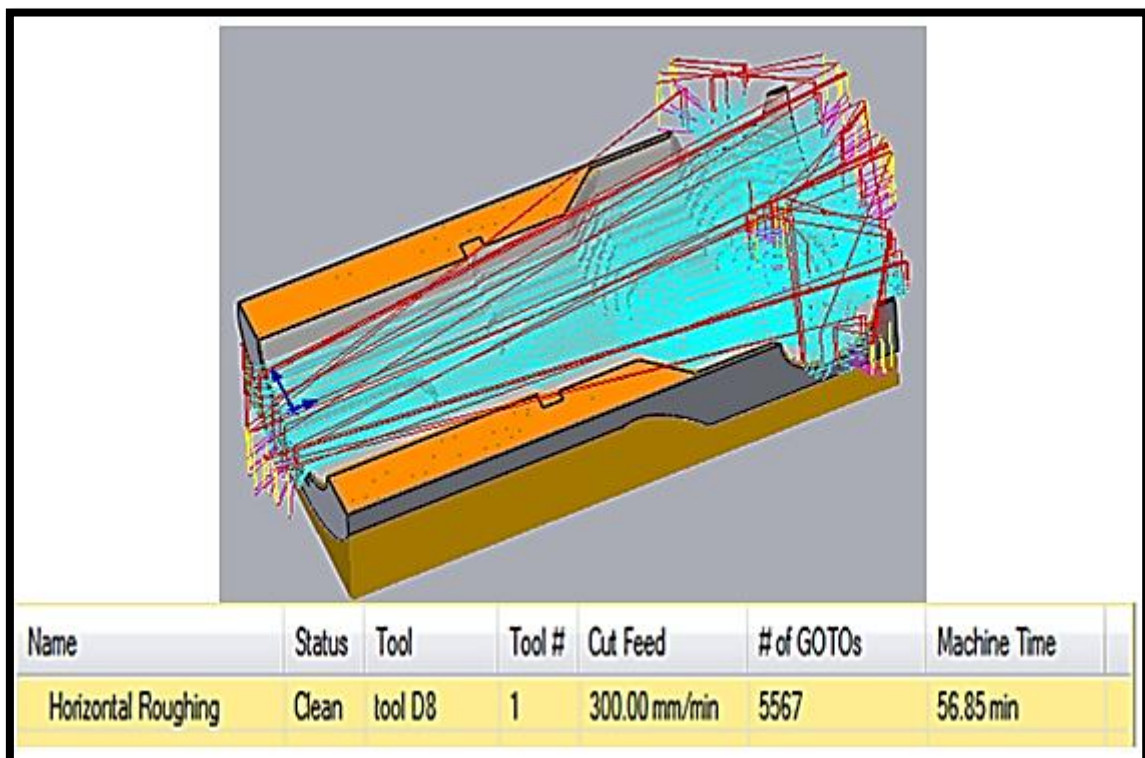 Name Status Tool Tool # Cut Feed # of GOTOs Machine Time
Horizontal Roughing Clean tool D8 1 300.00 mm/min 5567 56.85 min